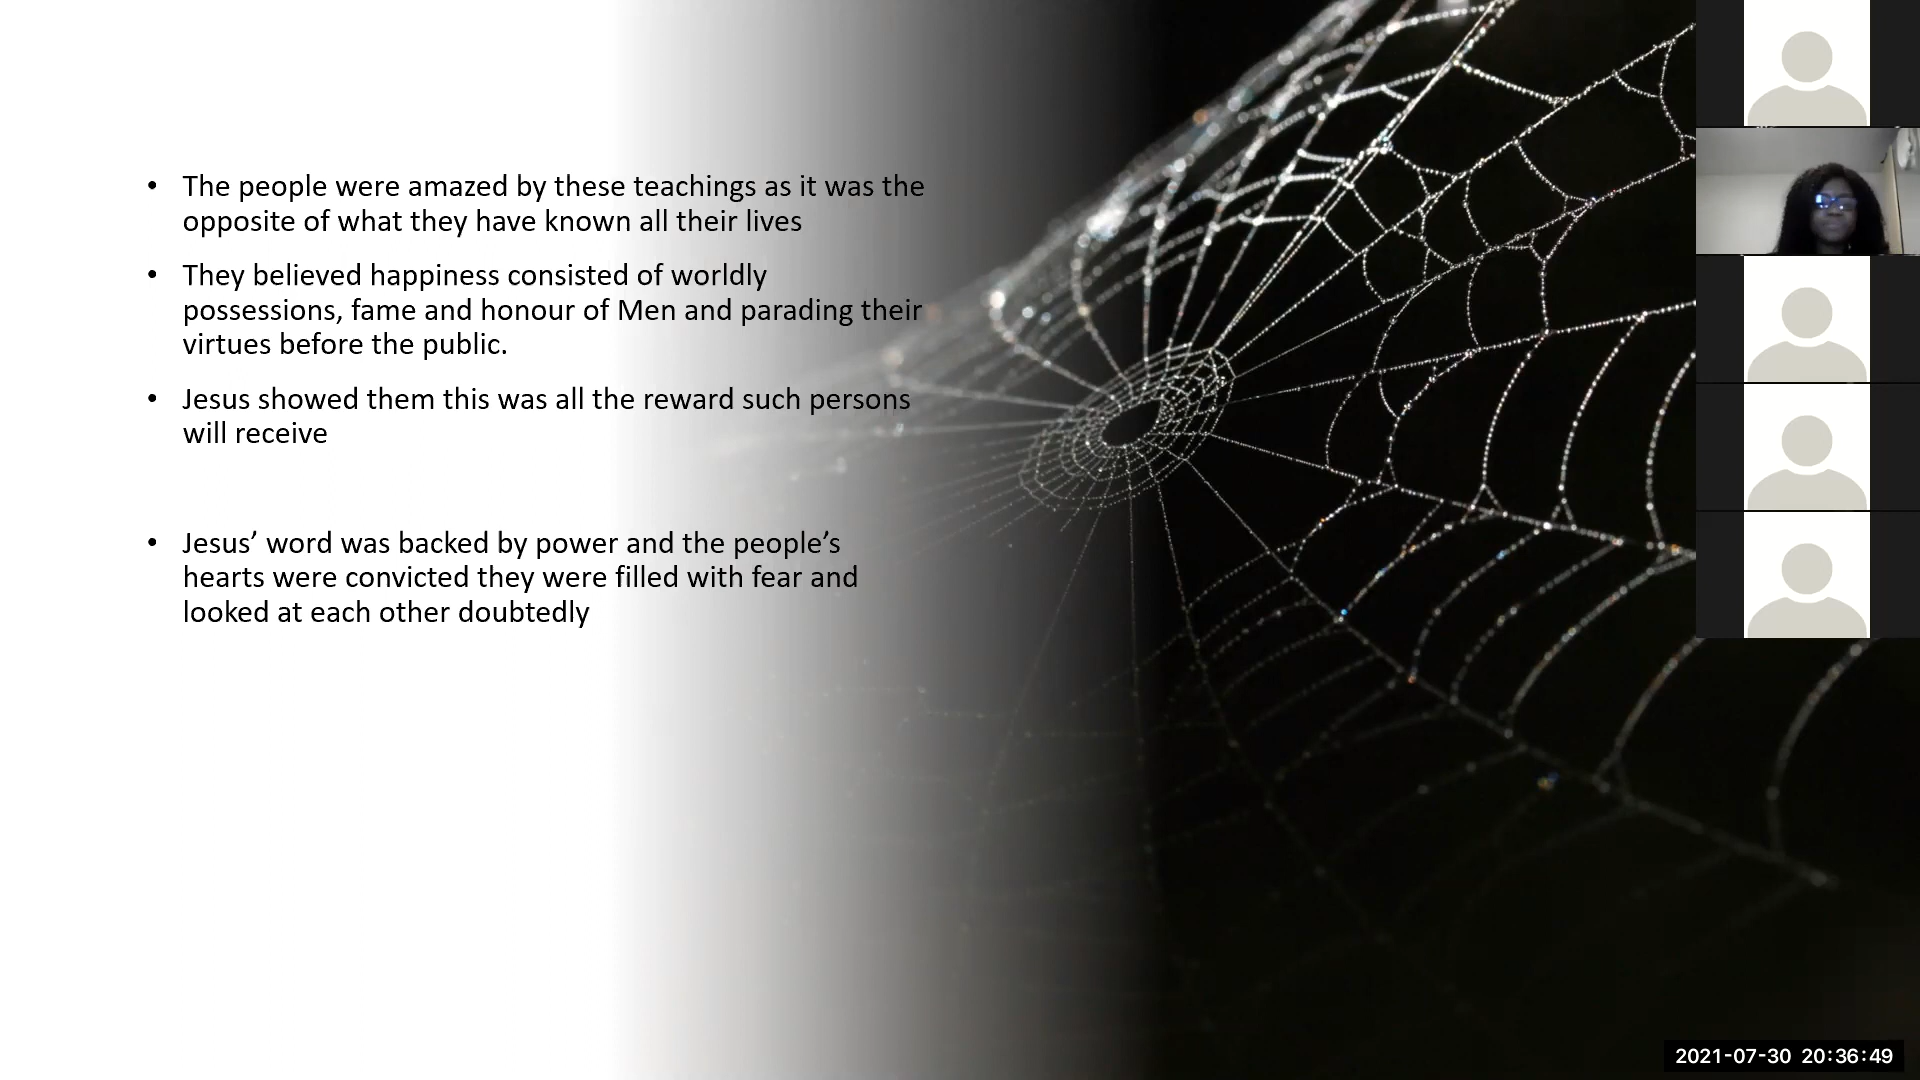 • The people were amazed by these teachings as it was the
opposite of what they have known all their lives
• They believed happiness consisted of worldly
possessions, fame and honour of Men and parading their
virtues before the public.
• Jesus showed them this was all the reward such persons
will receive
• Jesus’ word was backed by power and the people’s
hearts were convicted they were filled with fear and
looked at each other doubtedly
2021-07-30 20:36:49